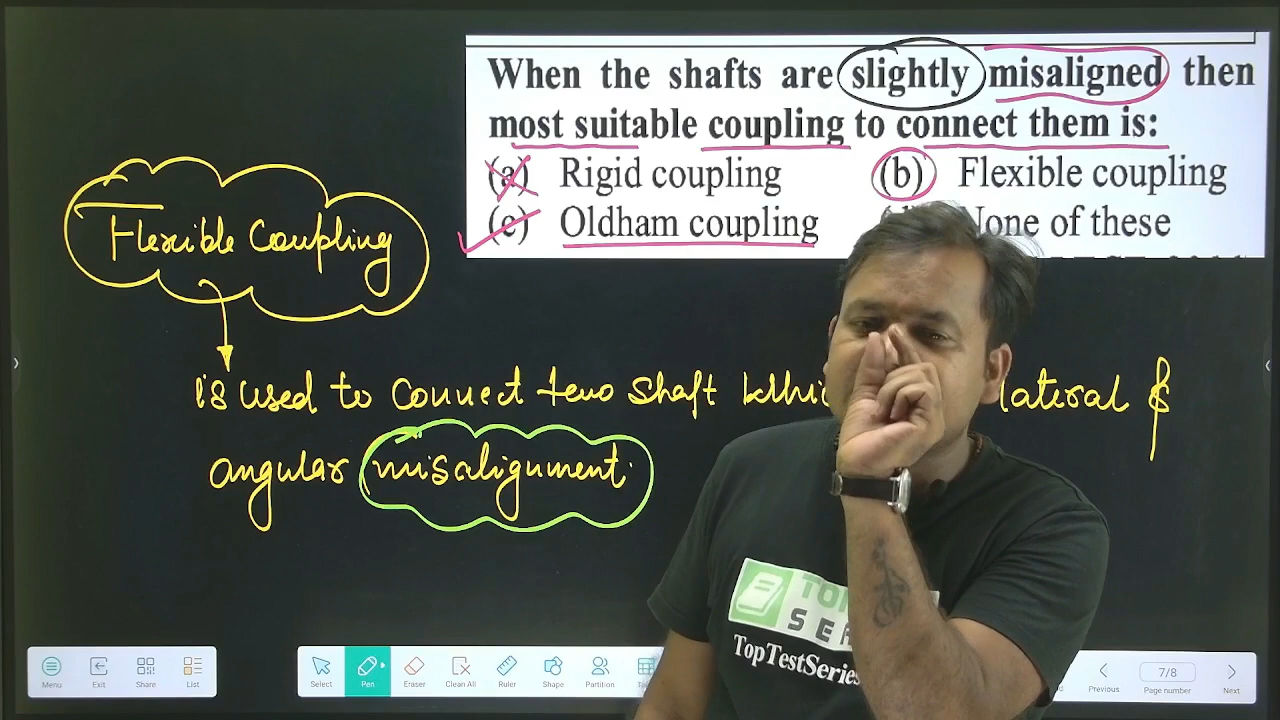 When the shafts are slightly misaligned then
most suitable coupling to connect them is:
(a) Rigid coupling (b) Flexible coupling
(c) Oldham coupling None of these
Flexible Coupling
is used to connect two shaft lateral &
angular misalignment.
TopTestSeries
Menu Exit Share List Select Pen Eraser Clean All Ruler Shape Partition Previous 7/8 Page number Next